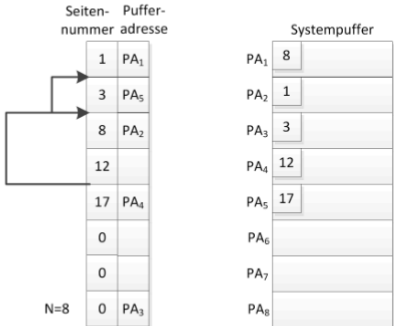 Seiten- Puffer-
nummer adresse
Systempuffer
1 PA₁ PA₁ 8
3 PA₅ PA₂ 1
8 PA₂ PA₃ 3
12 PA₄ 12
17 PA₄ PA₅ 17
0 PA₆
0 PA₇
N=8 0 PA₃ PA₈